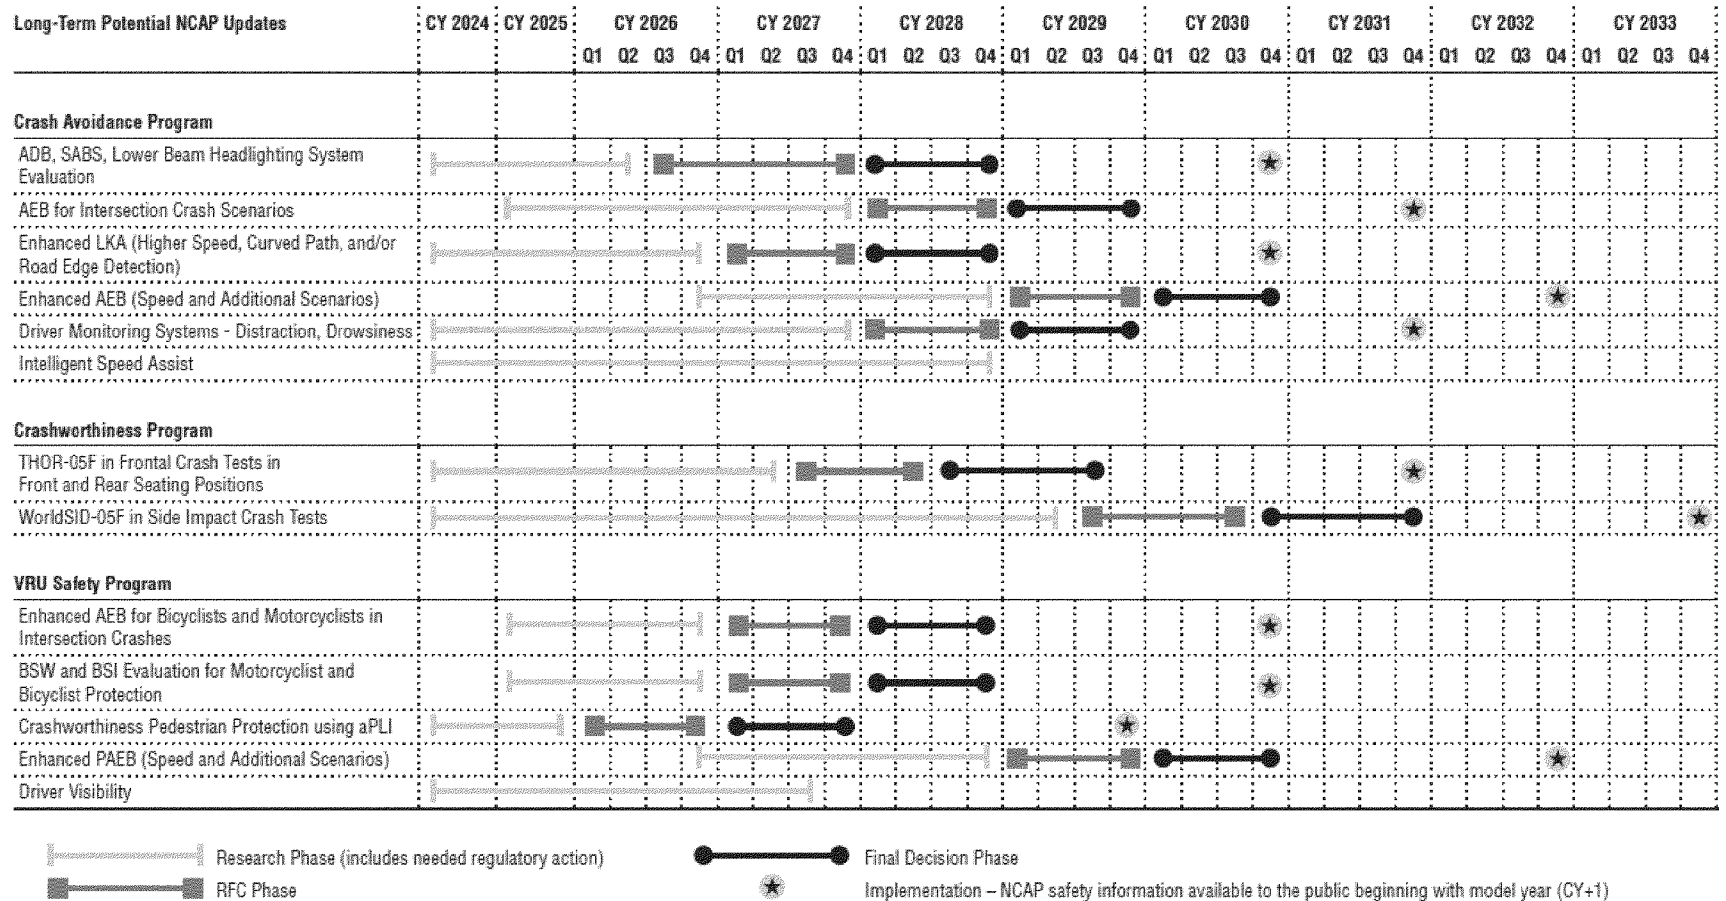 Long-Term Potential NCAP Updates CY 2024 CY 2025 CY 2026 CY 2027 CY 2028 CY 2029 CY 2030 CY 2031 CY 2032 CY 2033
Q1 Q2 Q3 Q4 Q1 Q2 Q3 Q4 Q1 Q2 Q3 Q4 Q1 Q2 Q3 Q4 Q1 Q2 Q3 Q4 Q1 Q2 Q3 Q4 Q1 Q2 Q3 Q4 Q1 Q2 Q3 Q4
Crash Avoidance Program
ADB, SABS, Lower Beam Headlighting System
Evaluation
AEB for Intersection Crash Scenarios
Enhanced LKA (Higher Speed, Curved Path, and/or
Road Edge Detection)
Enhanced AEB (Speed and Additional Scenarios)
Driver Monitoring Systems - Distraction, Drowsiness
Intelligent Speed Assist
Crashworthiness Program
THOR-05F in Frontal Crash Tests in
Front and Rear Seating Positions
WorldSID-05F in Side Impact Crash Tests
VRU Safety Program
Enhanced AEB for Bicyclists and Motorcyclists in
Intersection Crashes
BSW and BSI Evaluation for Motorcyclist and
Bicyclist Protection
Crashworthiness Pedestrian Protection using aPLI
Enhanced PAEB (Speed and Additional Scenarios)
Driver Visibility
Research Phase (includes needed regulatory action) Final Decision Phase
RFC Phase Implementation – NCAP safety information available to the public beginning with model year (CY+1)